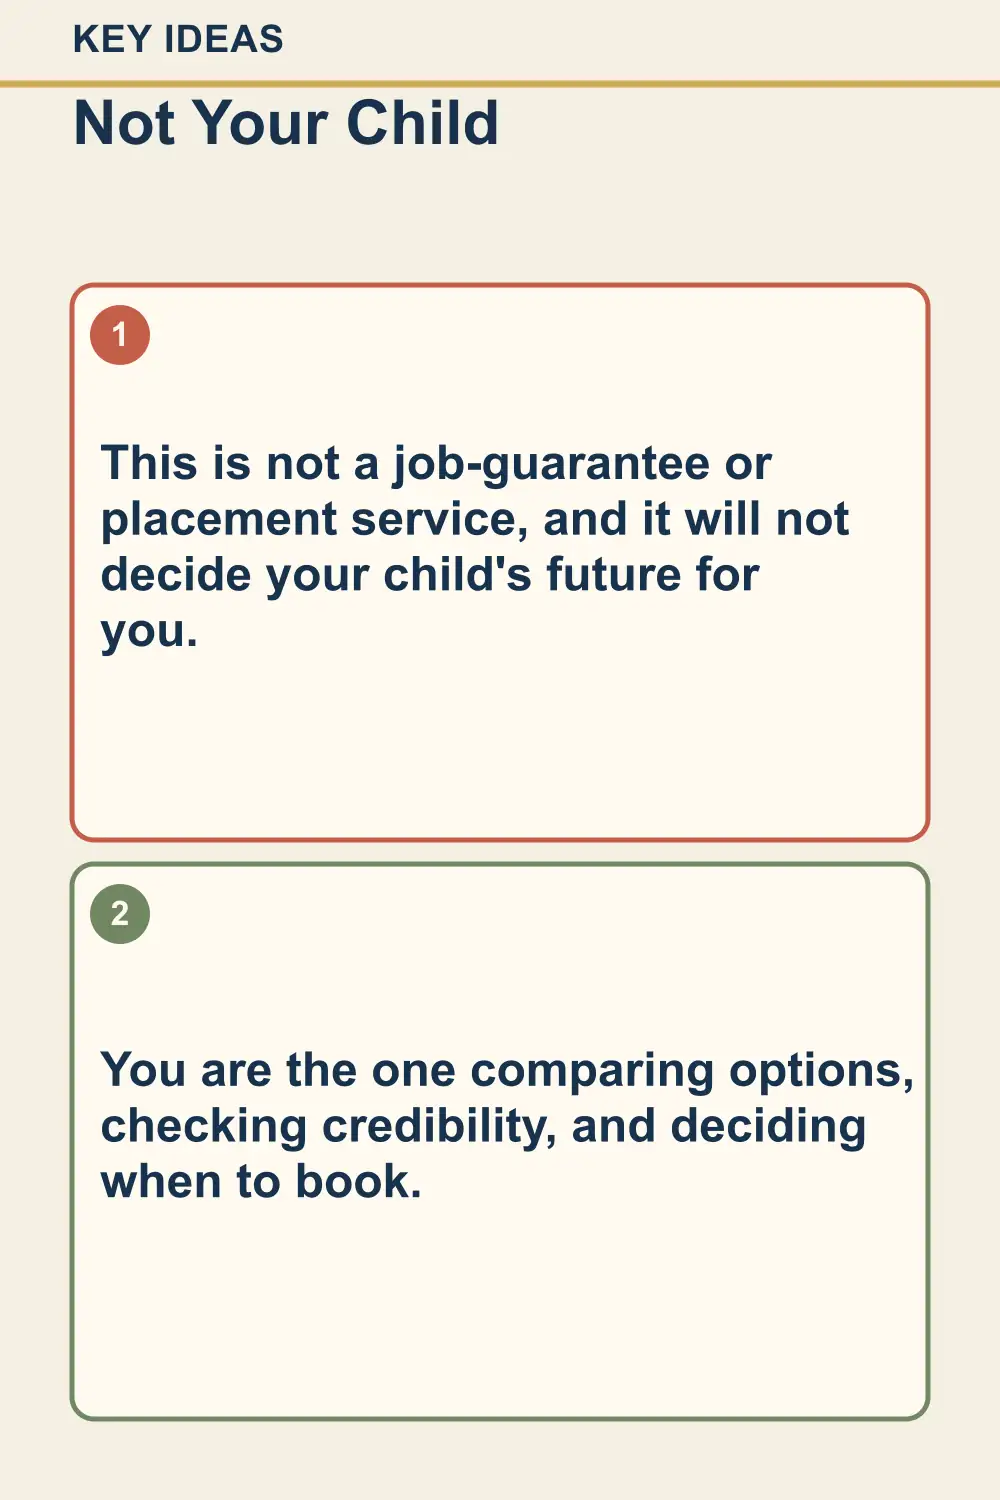 KEY IDEAS
Not Your Child
1
This is not a job-guarantee or
placement service, and it will not
decide your child's future for
you.
2
You are the one comparing options,
checking credibility, and deciding
when to book.